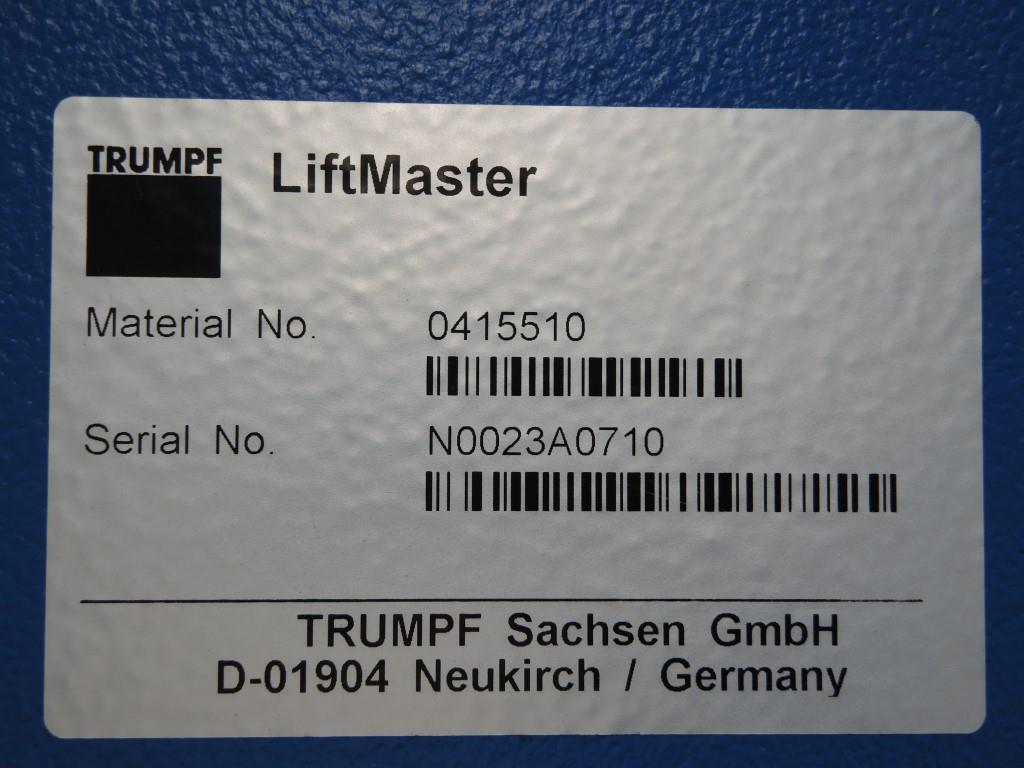 TRUMPF LiftMaster
Material No. 0415510
Serial No. N0023A0710
TRUMPF Sachsen GmbH
D-01904 Neukirch / Germany